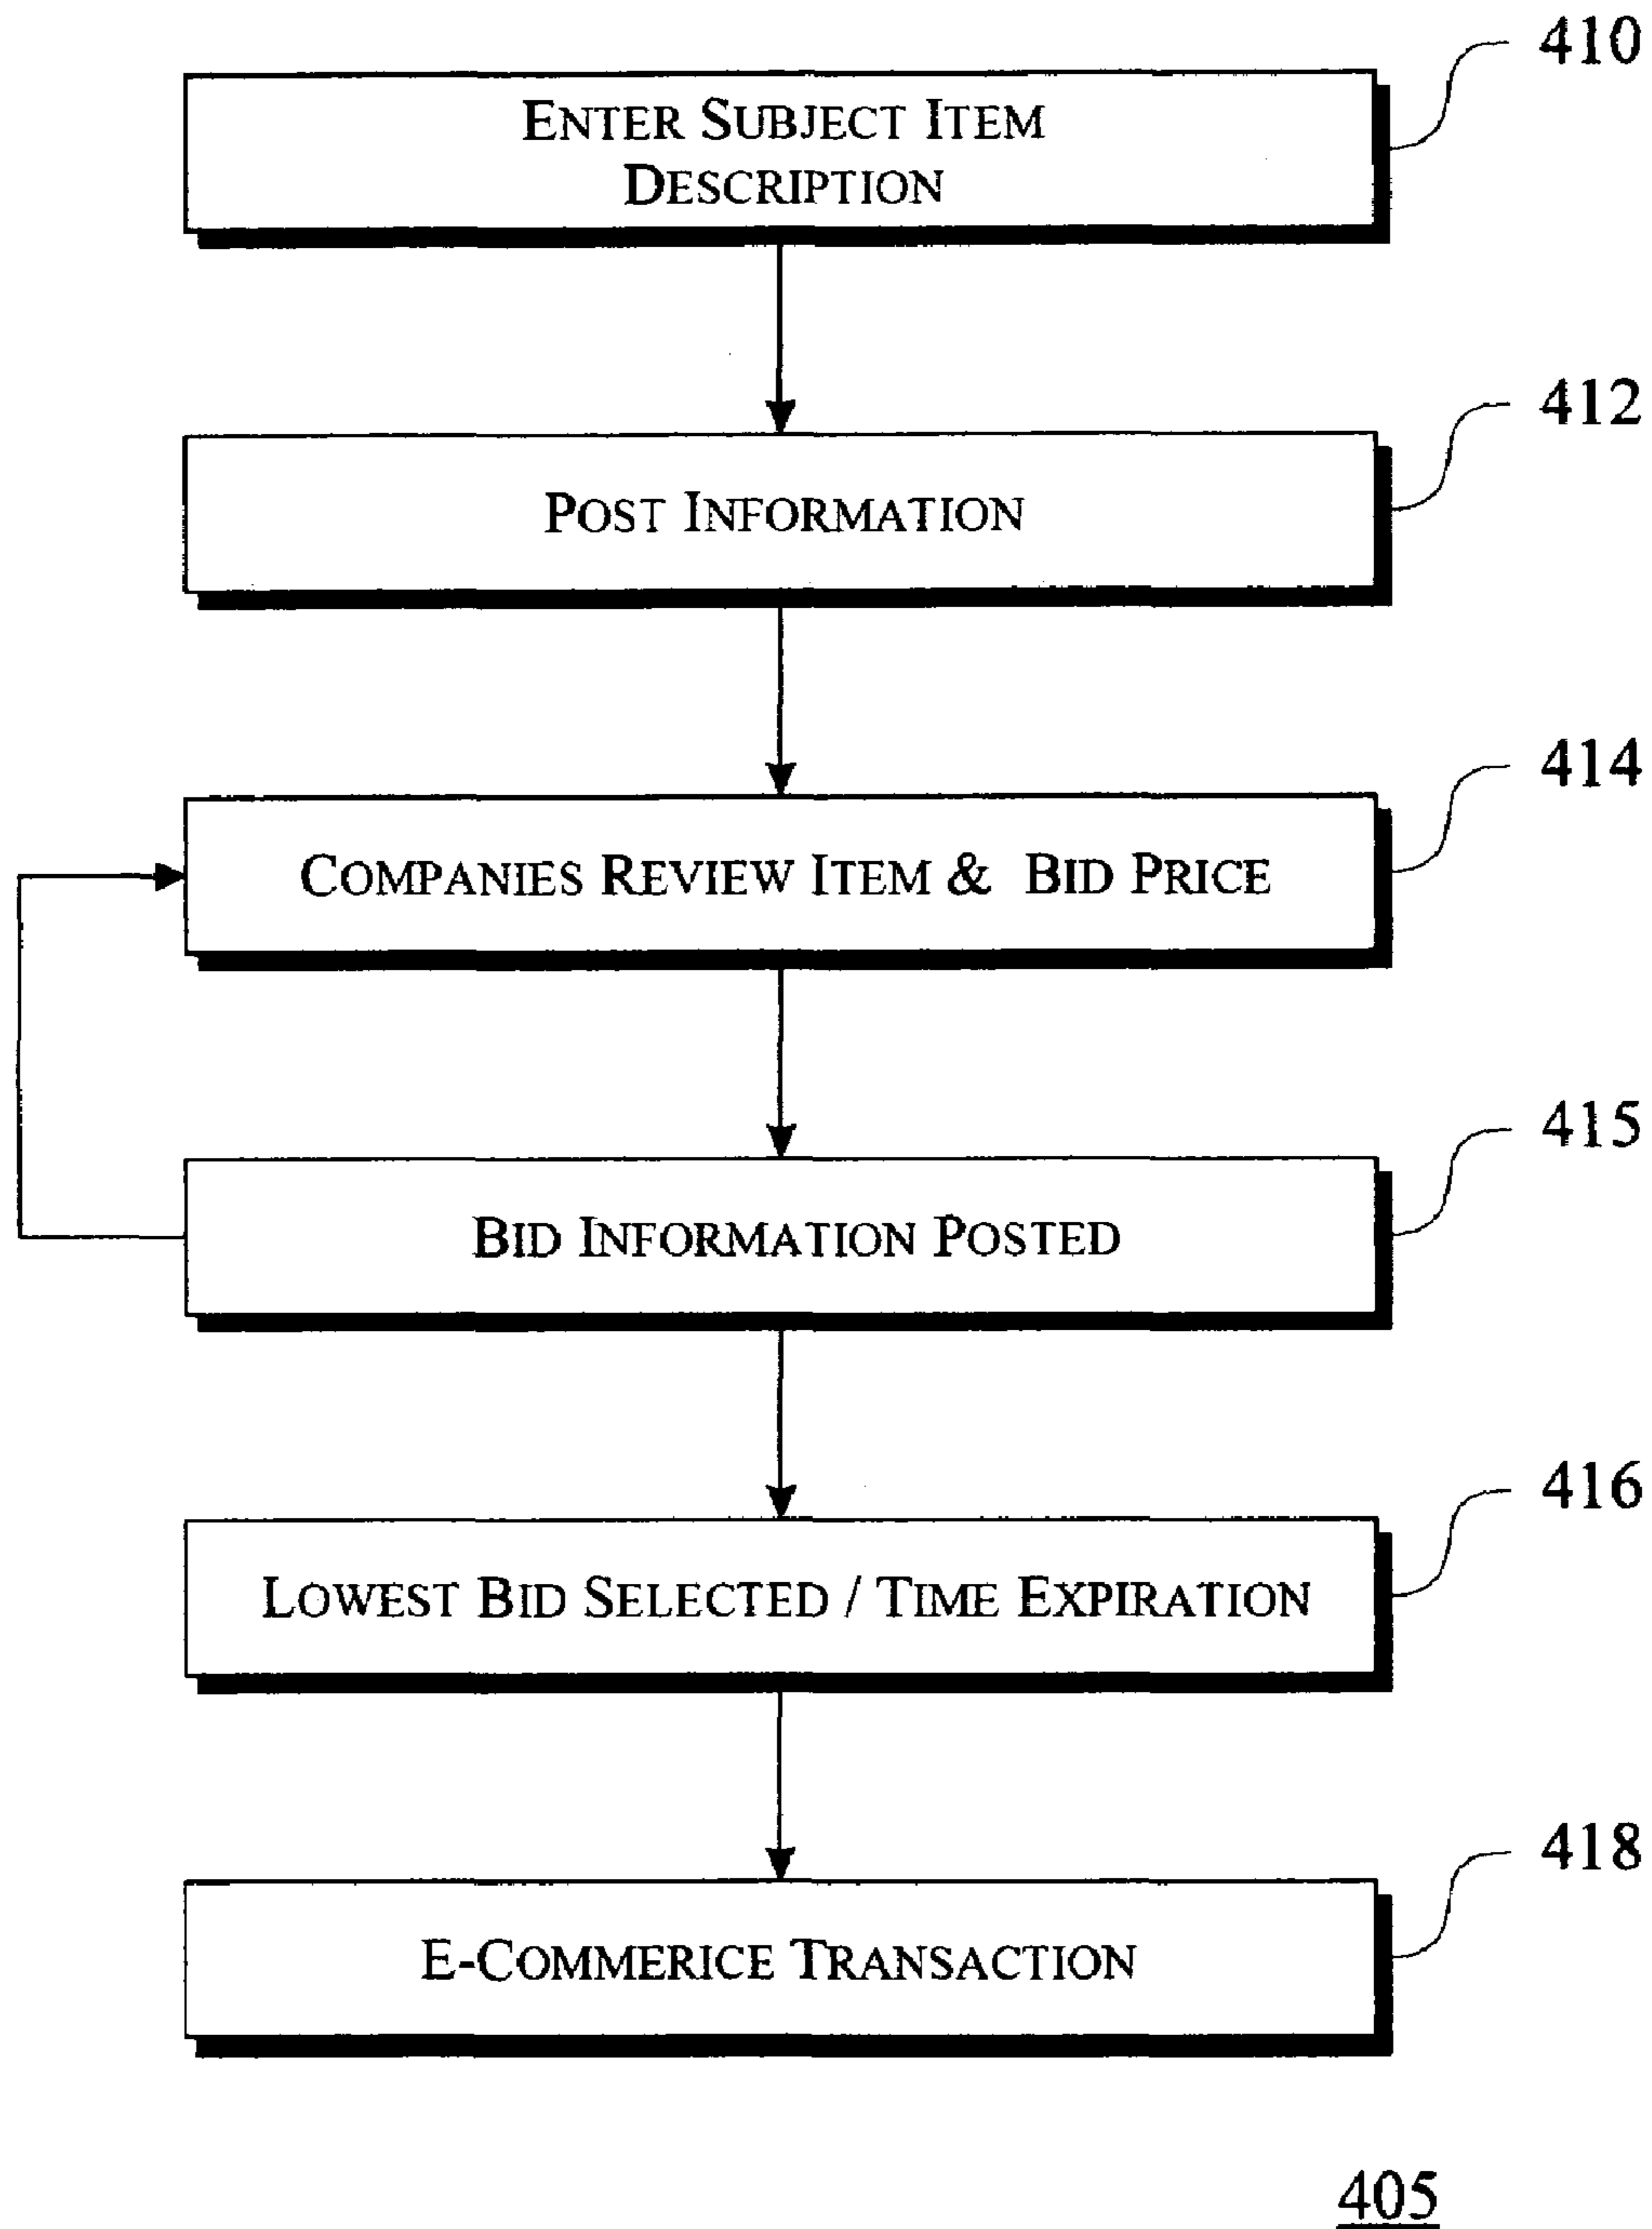 410
ENTER SUBJECT ITEM
DESCRIPTION
412
POST INFORMATION
414
COMPANIES REVIEW ITEM & BID PRICE
415
BID INFORMATION POSTED
416
LOWEST BID SELECTED / TIME EXPIRATION
418
E-COMMERICE TRANSACTION
405